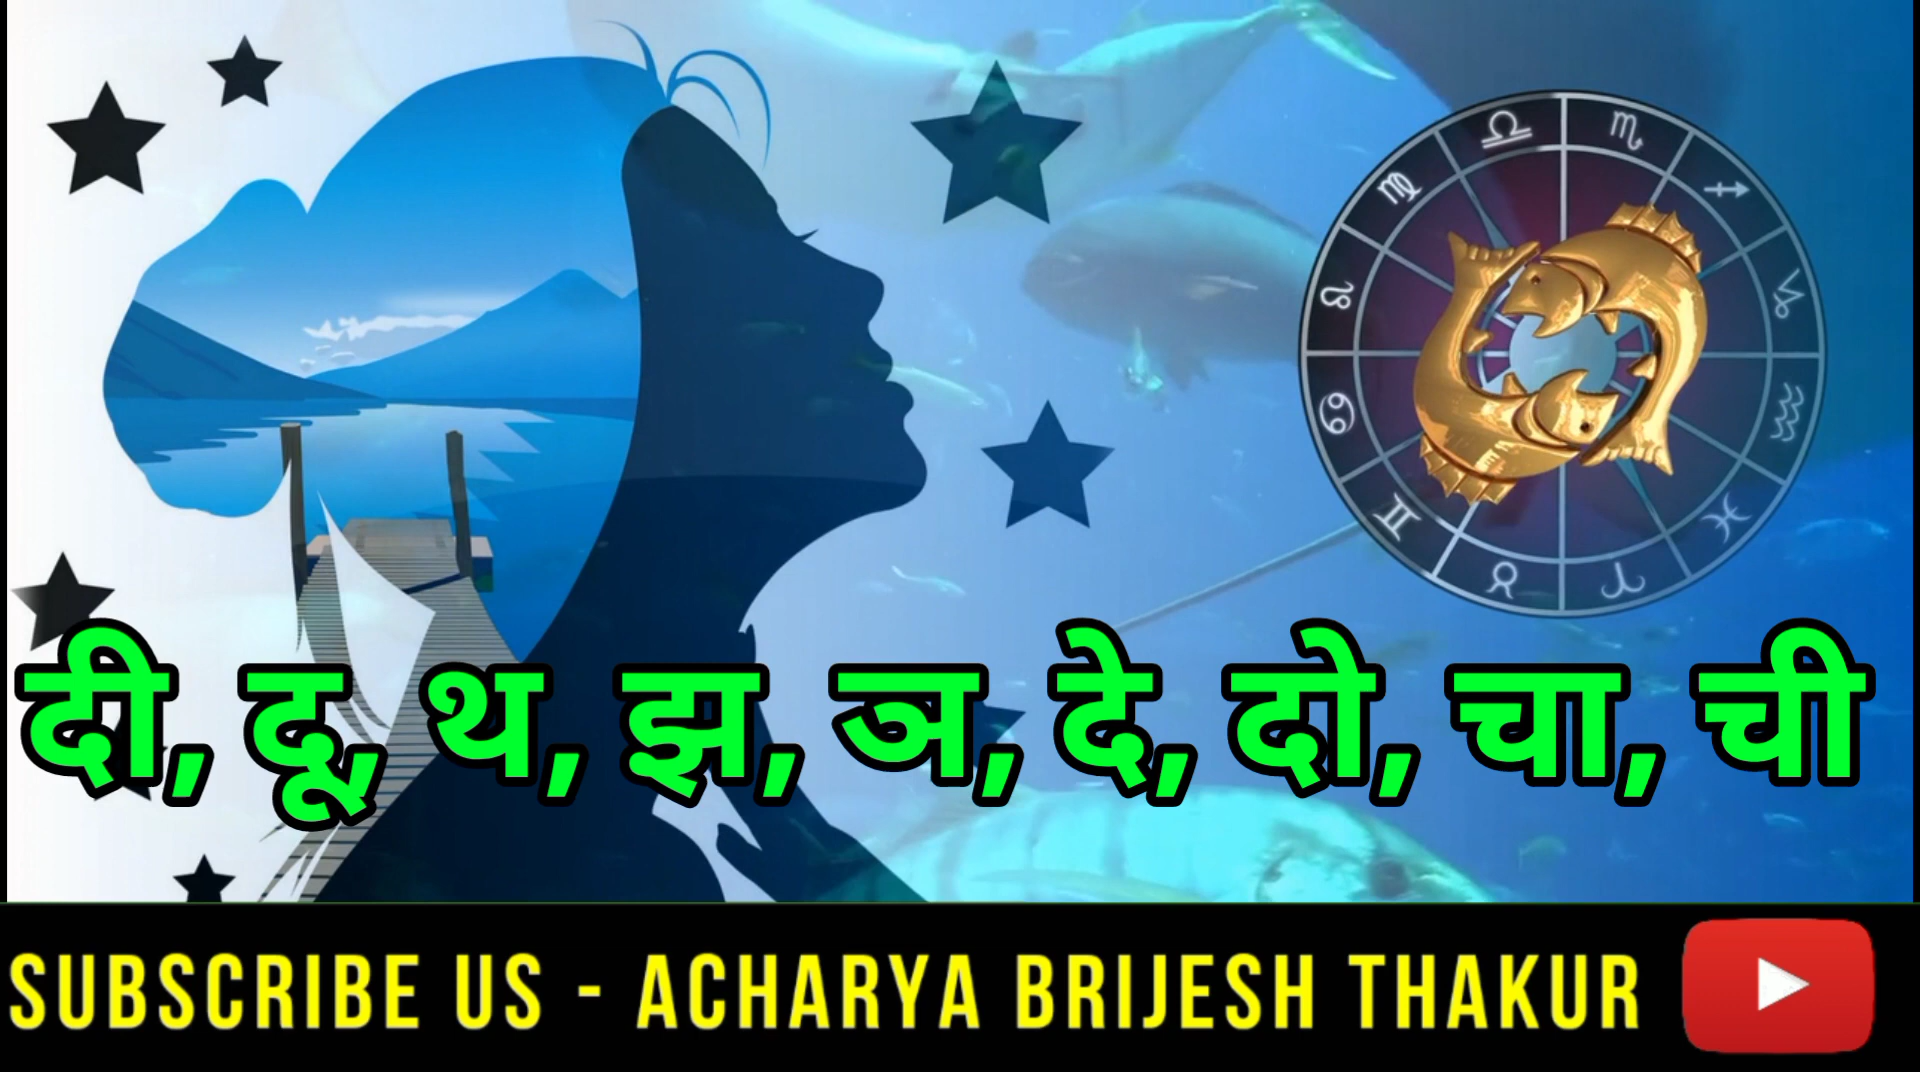 दी, दू, थ, झ, ञ, दे, दो, चा, ची
SUBSCRIBE US - ACHARYA BRIJESH THAKUR